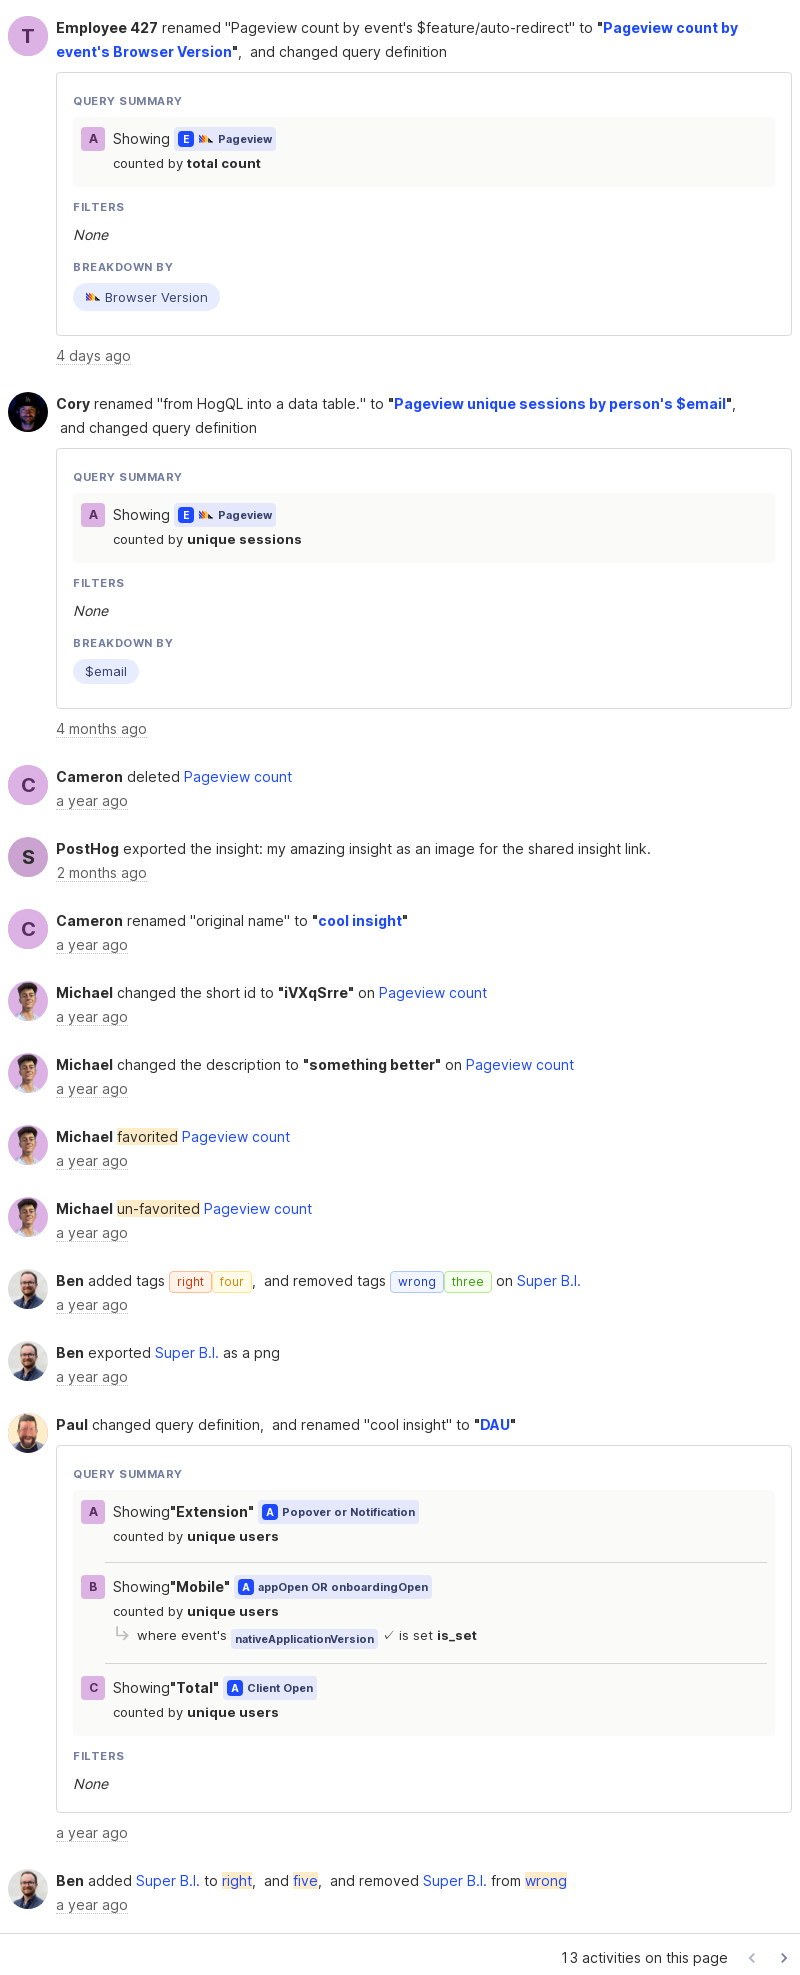 T
Employee 427 renamed "Pageview count by event's $feature/auto-redirect" to "Pageview count by
event's Browser Version",  and changed query definition
QUERY SUMMARY
A Showing E Pageview
counted by total count
FILTERS
None
BREAKDOWN BY
Browser Version
4 days ago
Cory renamed "from HogQL into a data table." to "Pageview unique sessions by person's $email",
and changed query definition
QUERY SUMMARY
A Showing E Pageview
counted by unique sessions
FILTERS
None
BREAKDOWN BY
$email
4 months ago
C
Cameron deleted Pageview count
a year ago
S
PostHog exported the insight: my amazing insight as an image for the shared insight link.
2 months ago
C
Cameron renamed "original name" to "cool insight"
a year ago
Michael changed the short id to "iVXqSrre" on Pageview count
a year ago
Michael changed the description to "something better" on Pageview count
a year ago
Michael favorited Pageview count
a year ago
Michael un-favorited Pageview count
a year ago
Ben added tags right four,  and removed tags wrong three on Super B.I.
a year ago
Ben exported Super B.I. as a png
a year ago
Paul changed query definition,  and renamed "cool insight" to "DAU"
QUERY SUMMARY
A Showing"Extension" A Popover or Notification
counted by unique users
B Showing"Mobile" A appOpen OR onboardingOpen
counted by unique users
where event's nativeApplicationVersion ✓ is set is_set
C Showing"Total" A Client Open
counted by unique users
FILTERS
None
a year ago
Ben added Super B.I. to right,  and five,  and removed Super B.I. from wrong
a year ago
13 activities on this page